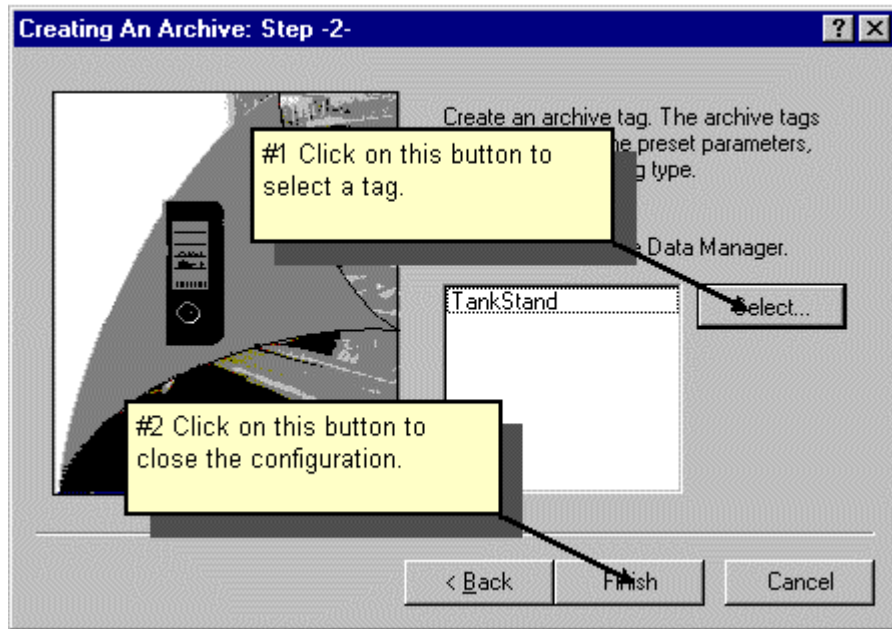 Creating An Archive: Step -2-
Create an archive tag. The archive tags
#1 Click on this button to
select a tag.
preset parameters,
type.
Data Manager.
TankStand
Select...
#2 Click on this button to
close the configuration.
< Back
Finish
Cancel